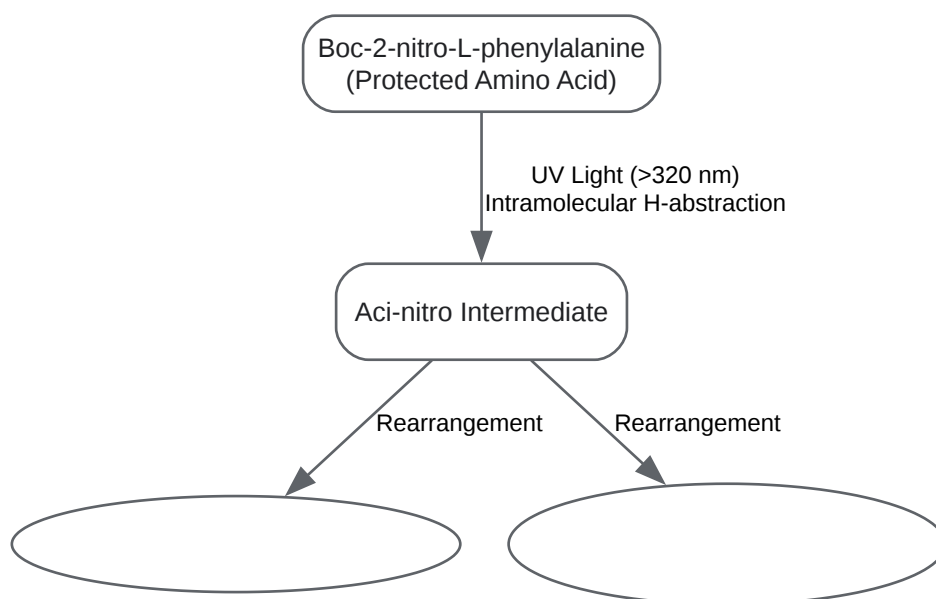 Boc-2-nitro-L-phenylalanine
(Protected Amino Acid)
UV Light (>320 nm)
Intramolecular H-abstraction
Aci-nitro Intermediate
Rearrangement
Rearrangement